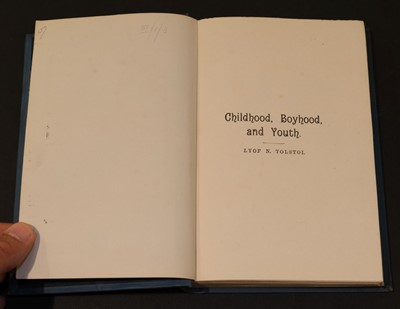 Childhood, Boyhood,
and Youth.
LYOF N. TOLSTOI.